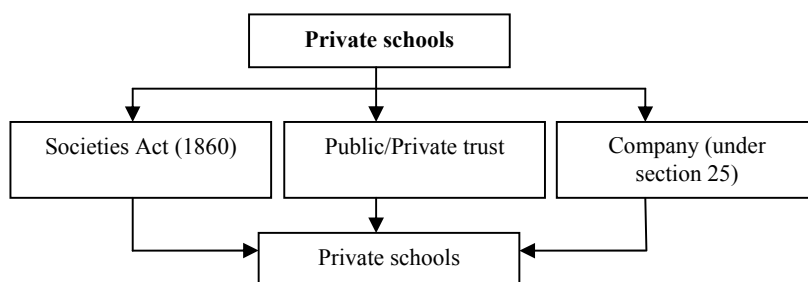 Private schools
Societies Act (1860)
Public/Private trust
Company (under
section 25)
Private schools